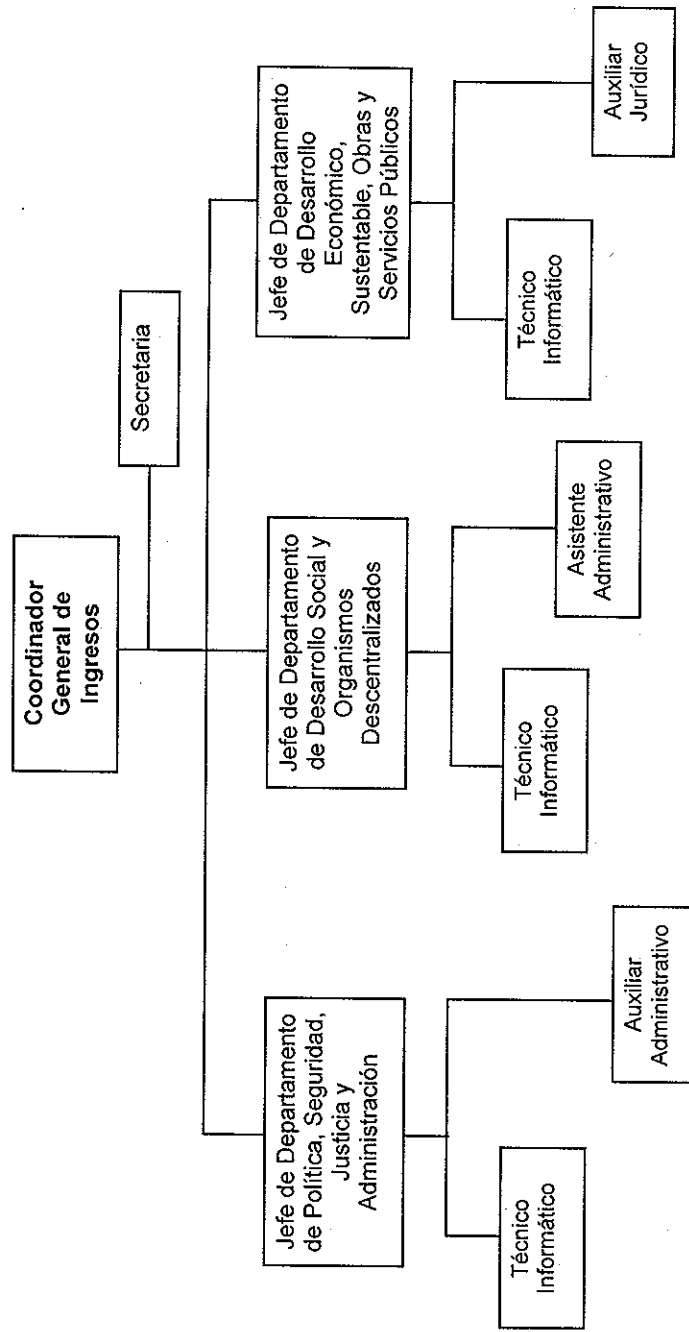 Coordinador
General de
Ingresos
Secretaria
Jefe de Departamento
de Política, Seguridad,
Justicia y
Administración
Jefe de Departamento
de Desarrollo Social y
Organismos
Descentralizados
Jefe de Departamento
de Desarrollo
Económico,
Sustentable, Obras y
Servicios Públicos
Técnico
Informático
Auxiliar
Administrativo
Técnico
Informático
Asistente
Administrativo
Técnico
Informático
Auxiliar
Jurídico